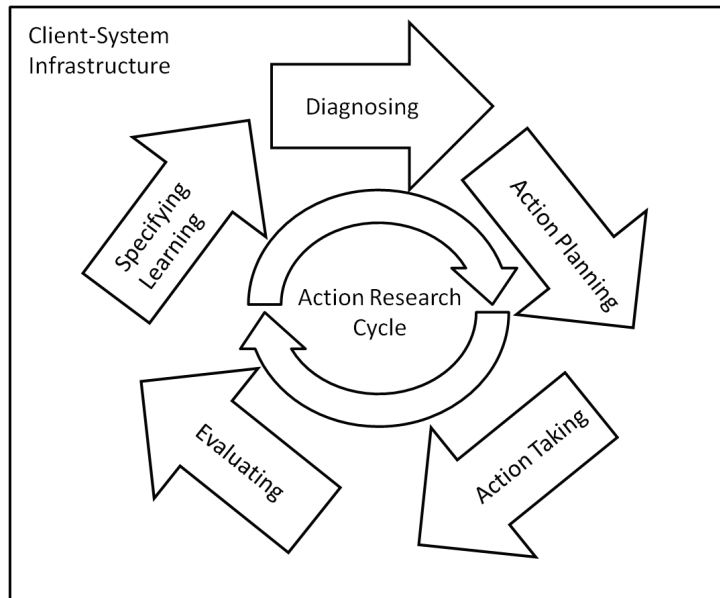 Client-System
Infrastructure
Diagnosing
Action Planning
Action Taking
Evaluating
Specifying
Learning
Action Research
Cycle